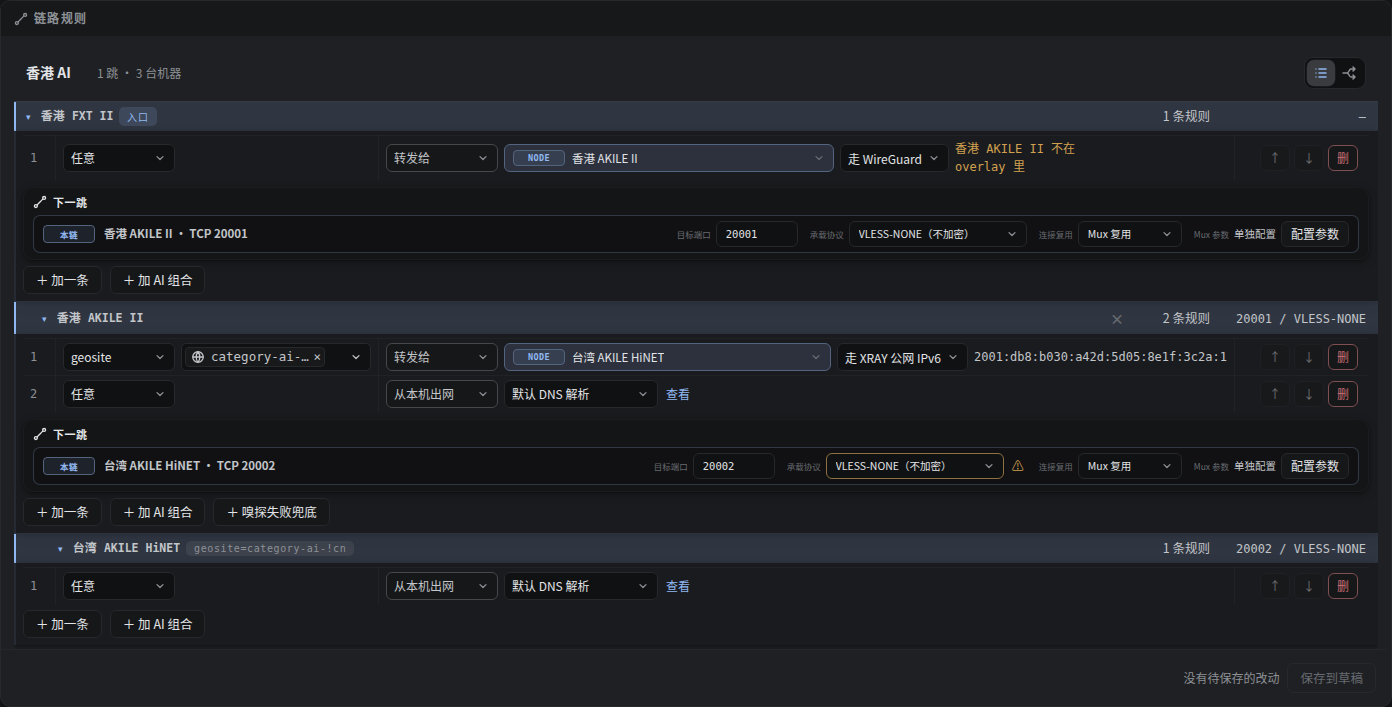 链路规则
香港 AI 1 跳 · 3 台机器
香港 FXT II 入口 1 条规则 −
1 任意 转发给 NODE 香港 AKILE II 走 WireGuard 香港 AKILE II 不在
overlay 里 ↑ ↓ 删
下一跳
本链 香港 AKILE II · TCP 20001 目标端口 20001 承载协议 VLESS-NONE（不加密） 连接复用 Mux 复用 Mux 参数 单独配置 配置参数
＋ 加一条 ＋ 加 AI 组合
香港 AKILE II × 2 条规则 20001 / VLESS-NONE
1 geosite category-ai-… × 转发给 NODE 台湾 AKILE HiNET 走 XRAY 公网 IPv6 2001:db8:b030:a42d:5d05:8e1f:3c2a:1 ↑ ↓ 删
2 任意 从本机出网 默认 DNS 解析 查看 ↑ ↓ 删
下一跳
本链 台湾 AKILE HiNET · TCP 20002 目标端口 20002 承载协议 VLESS-NONE（不加密） 连接复用 Mux 复用 Mux 参数 单独配置 配置参数
＋ 加一条 ＋ 加 AI 组合 ＋ 嗅探失败兜底
台湾 AKILE HiNET geosite=category-ai-!cn 1 条规则 20002 / VLESS-NONE
1 任意 从本机出网 默认 DNS 解析 查看 ↑ ↓ 删
＋ 加一条 ＋ 加 AI 组合
没有待保存的改动 保存到草稿